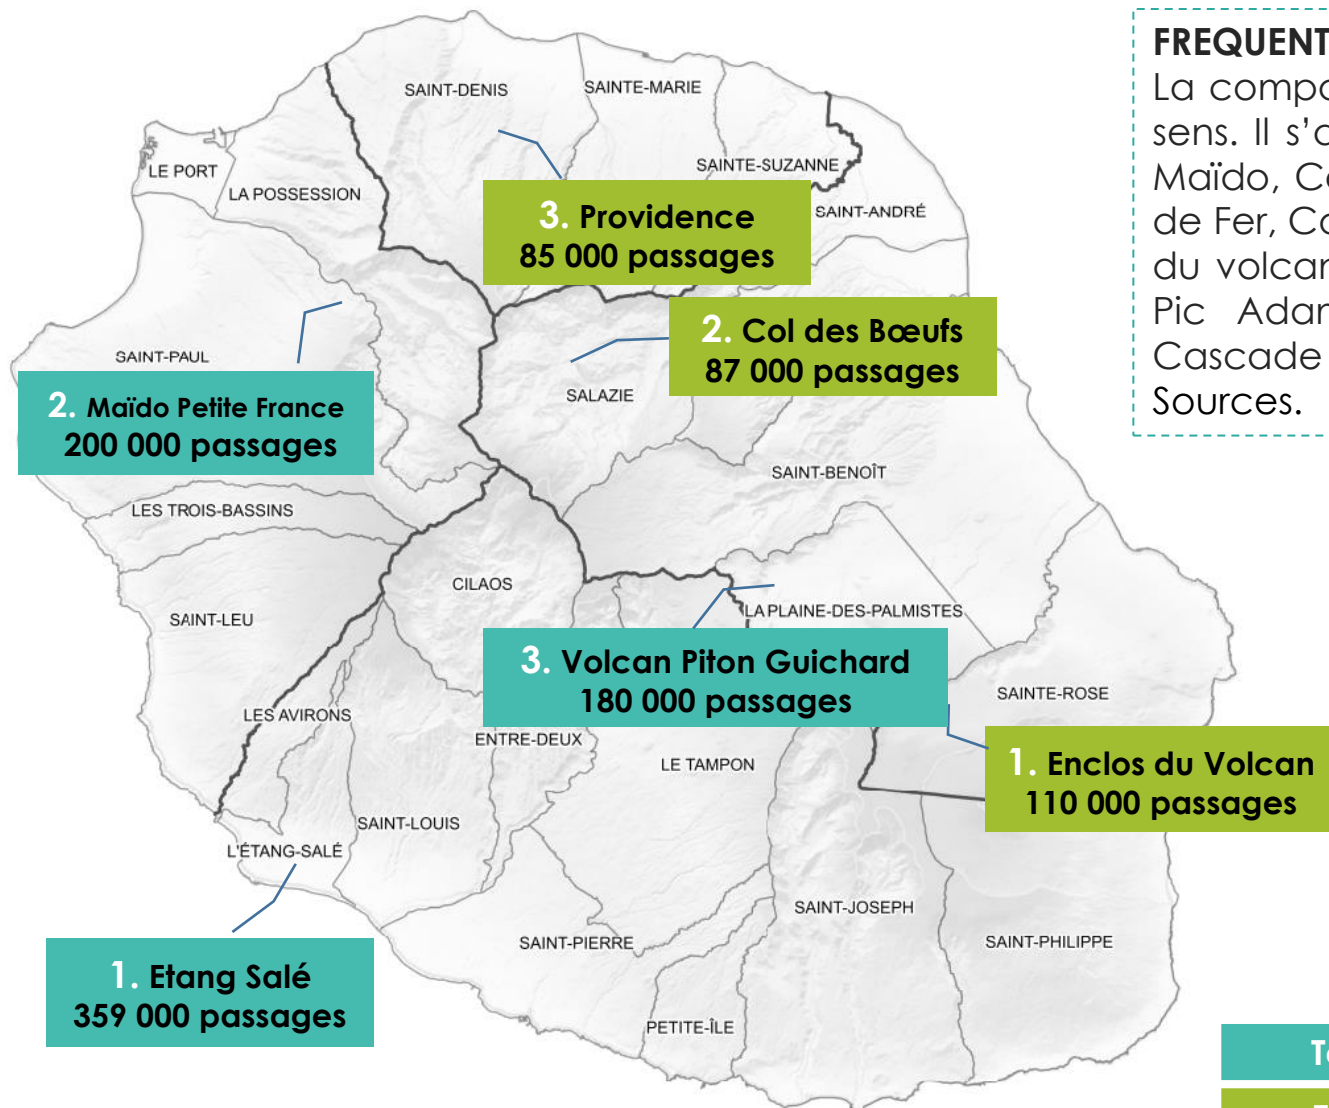 FREQUENT
La compo
sens. Il s'a
Maïdo, Co
de Fer, Co
du volcan
Pic Adam
Cascade
Sources.
SAINT-DENIS
SAINTE-MARIE
LE PORT
LA POSSESSION
SAINTE-SUZANNE
SAINT-ANDRÉ
3. Providence
85 000 passages
2. Col des Bœufs
87 000 passages
SAINT-PAUL
SALAZIE
2. Maïdo Petite France
200 000 passages
SAINT-BENOÎT
LES TROIS-BASSINS
CILAOS
SAINT-LEU
LA PLAINE-DES-PALMISTES
3. Volcan Piton Guichard
180 000 passages
SAINTE-ROSE
LES AVIRONS
ENTRE-DEUX
LE TAMPON
1. Enclos du Volcan
110 000 passages
SAINT-LOUIS
L'ÉTANG-SALÉ
SAINT-JOSEPH
SAINT-PIERRE
SAINT-PHILIPPE
1. Etang Salé
359 000 passages
PETITE-ÎLE